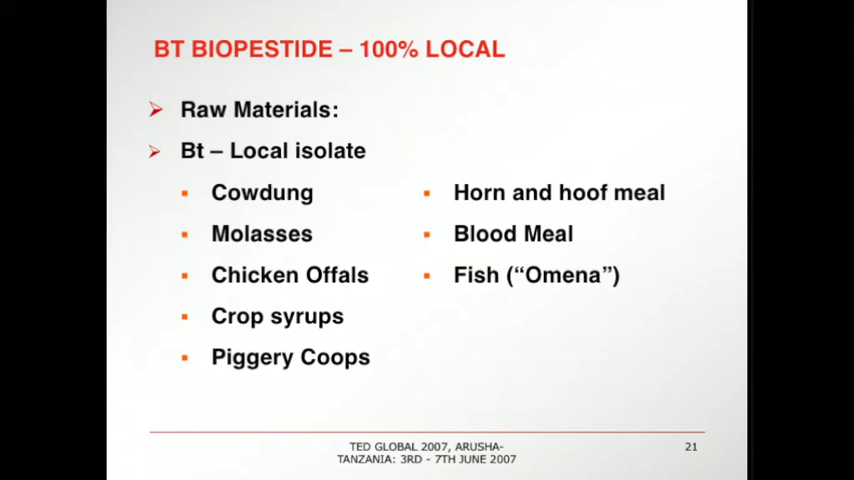 BT BIOPESTIDE – 100% LOCAL
Raw Materials:
Bt – Local isolate
Cowdung
Molasses
Chicken Offals
Crop syrups
Piggery Coops
Horn and hoof meal
Blood Meal
Fish (“Omena”)
TED GLOBAL 2007, ARUSHA-
TANZANIA: 3RD - 7TH JUNE 2007
21